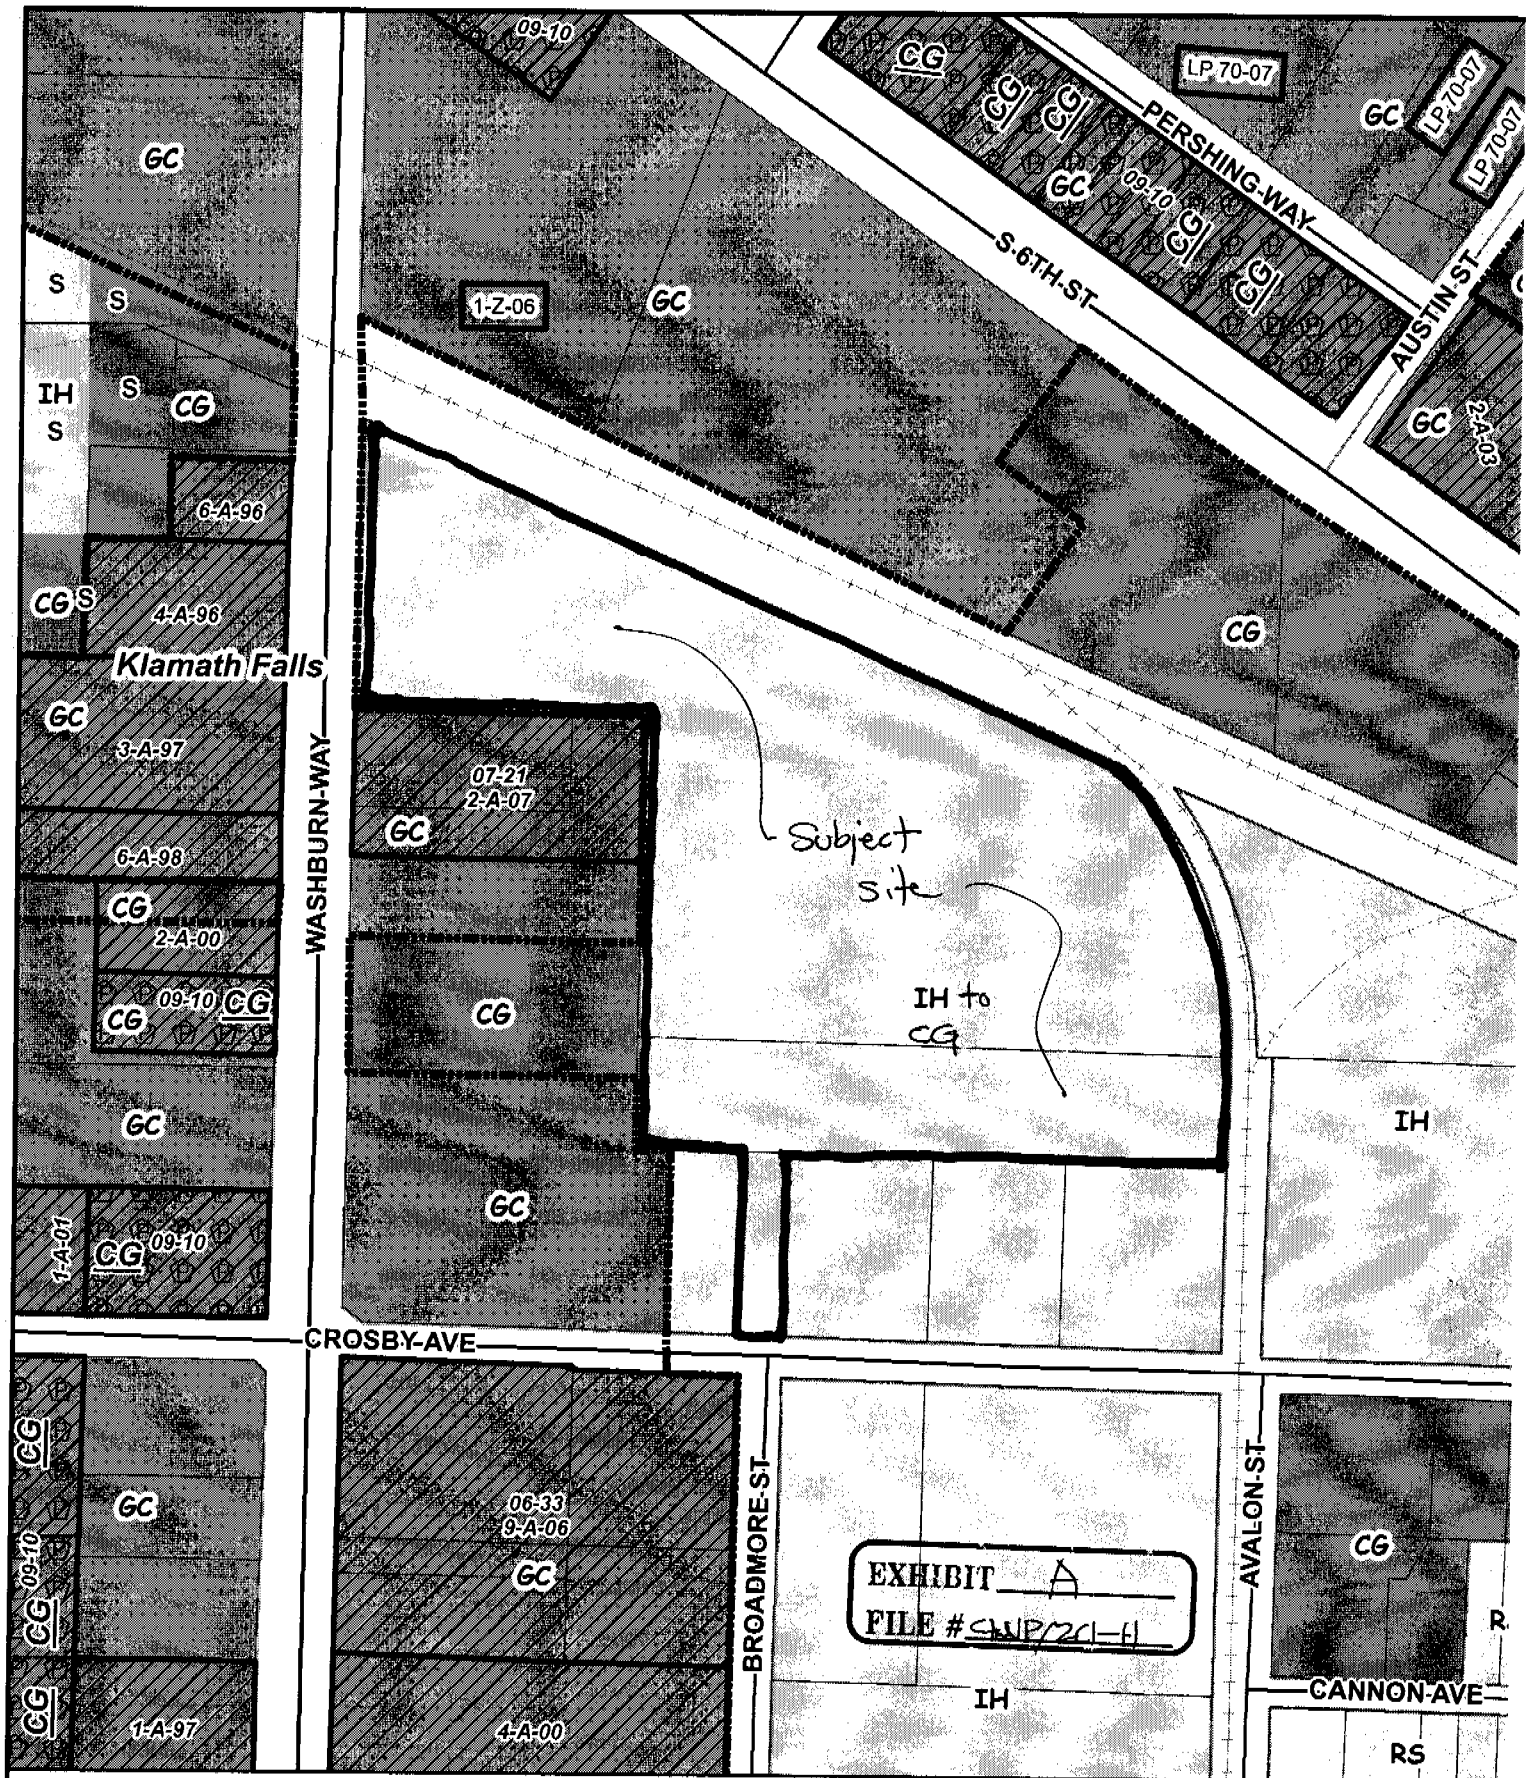 09-10
CG
LP 70-07
LP 70-07
LP 70-07
GC
CG
CG
PERSHING-WAY
GC
GC
09-10
CG
CG
S-6TH-ST
AUSTIN-ST
1-Z-06
GC
S
S
IH
S
S
CG
GC
2-A-03
6-A-96
CG
S
4-A-96
CG
Klamath Falls
GC
3-A-97
WASHBURN-WAY
07-21
2-A-07
GC
Subject
site
6-A-98
CG
2-A-00
09-10
CG
CG
CG
IH to
CG
GC
IH
GC
1-A-01
CG
09-10
CROSBY-AVE
CG
GC
09-10
CG
CG
06-33
9-A-06
GC
BROADMORE-ST
AVALON-ST
CG
EXHIBIT A
FILE #
IH
CANNON-AVE
1-A-97
4-A-00
RS